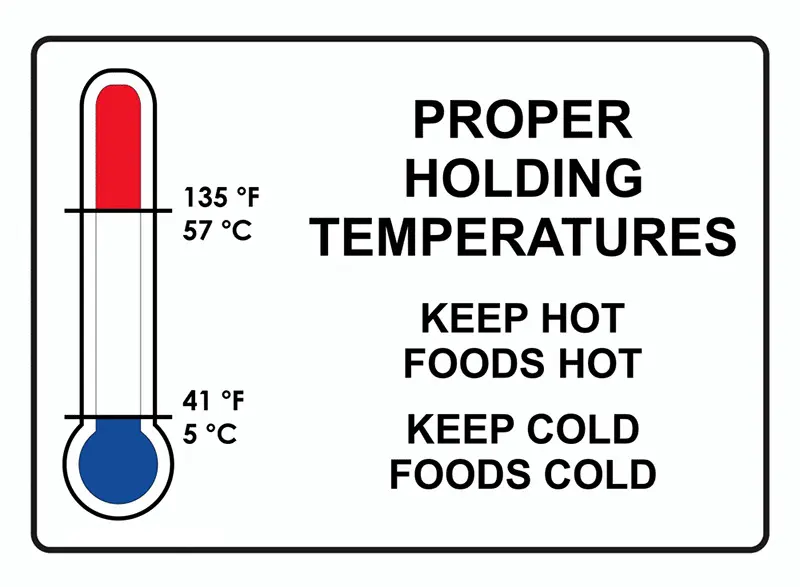 135 °F
57 °C
41 °F
5 °C
PROPER
HOLDING
TEMPERATURES
KEEP HOT
FOODS HOT
KEEP COLD
FOODS COLD